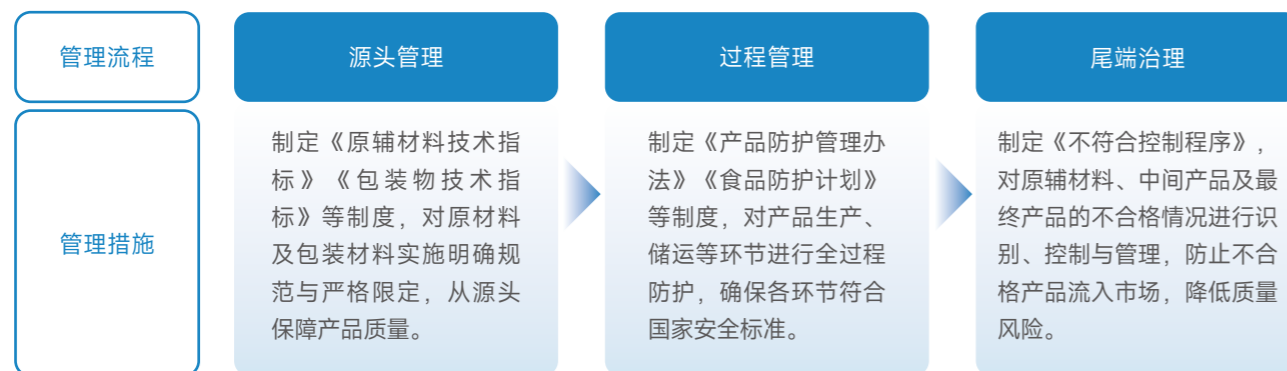 管理流程
源头管理
过程管理
尾端治理
管理措施
制定《原辅材料技术指
标》《包装物技术指
标》等制度，对原材料
及包装材料实施明确规
范与严格限定，从源头
保障产品质量。
制定《产品防护管理办
法》《食品防护计划》
等制度，对产品生产、
储运等环节进行全过程
防护，确保各环节符合
国家安全标准。
制定《不符合控制程序》，
对原辅材料、中间产品及最
终产品的不合格情况进行识
别、控制与管理，防止不合
格产品流入市场，降低质量
风险。